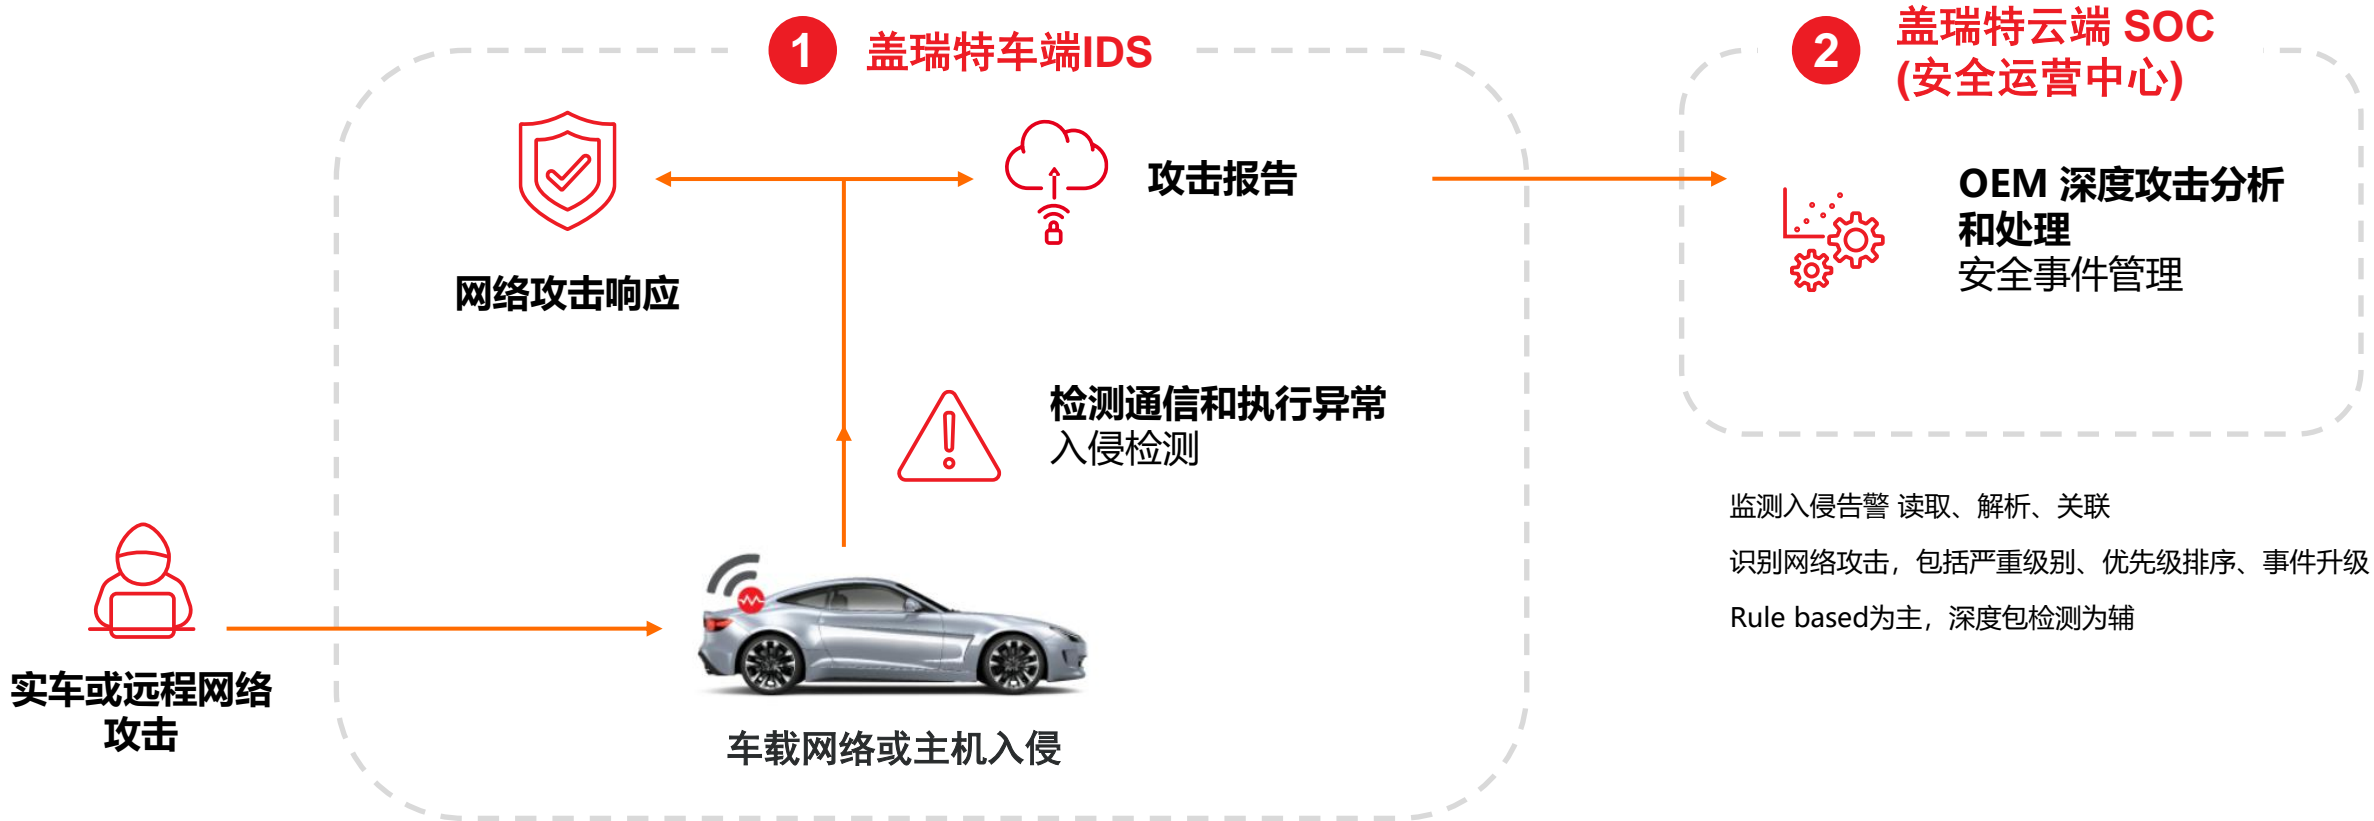 1
盖瑞特车端IDS
2
盖瑞特云端 SOC
(安全运营中心)
网络攻击响应
攻击报告
OEM 深度攻击分析
和处理
安全事件管理
检测通信和执行异常
入侵检测
实车或远程网络
攻击
车载网络或主机入侵
监测入侵告警 读取、解析、关联
识别网络攻击，包括严重级别、优先级排序、事件升级
Rule based为主，深度包检测为辅